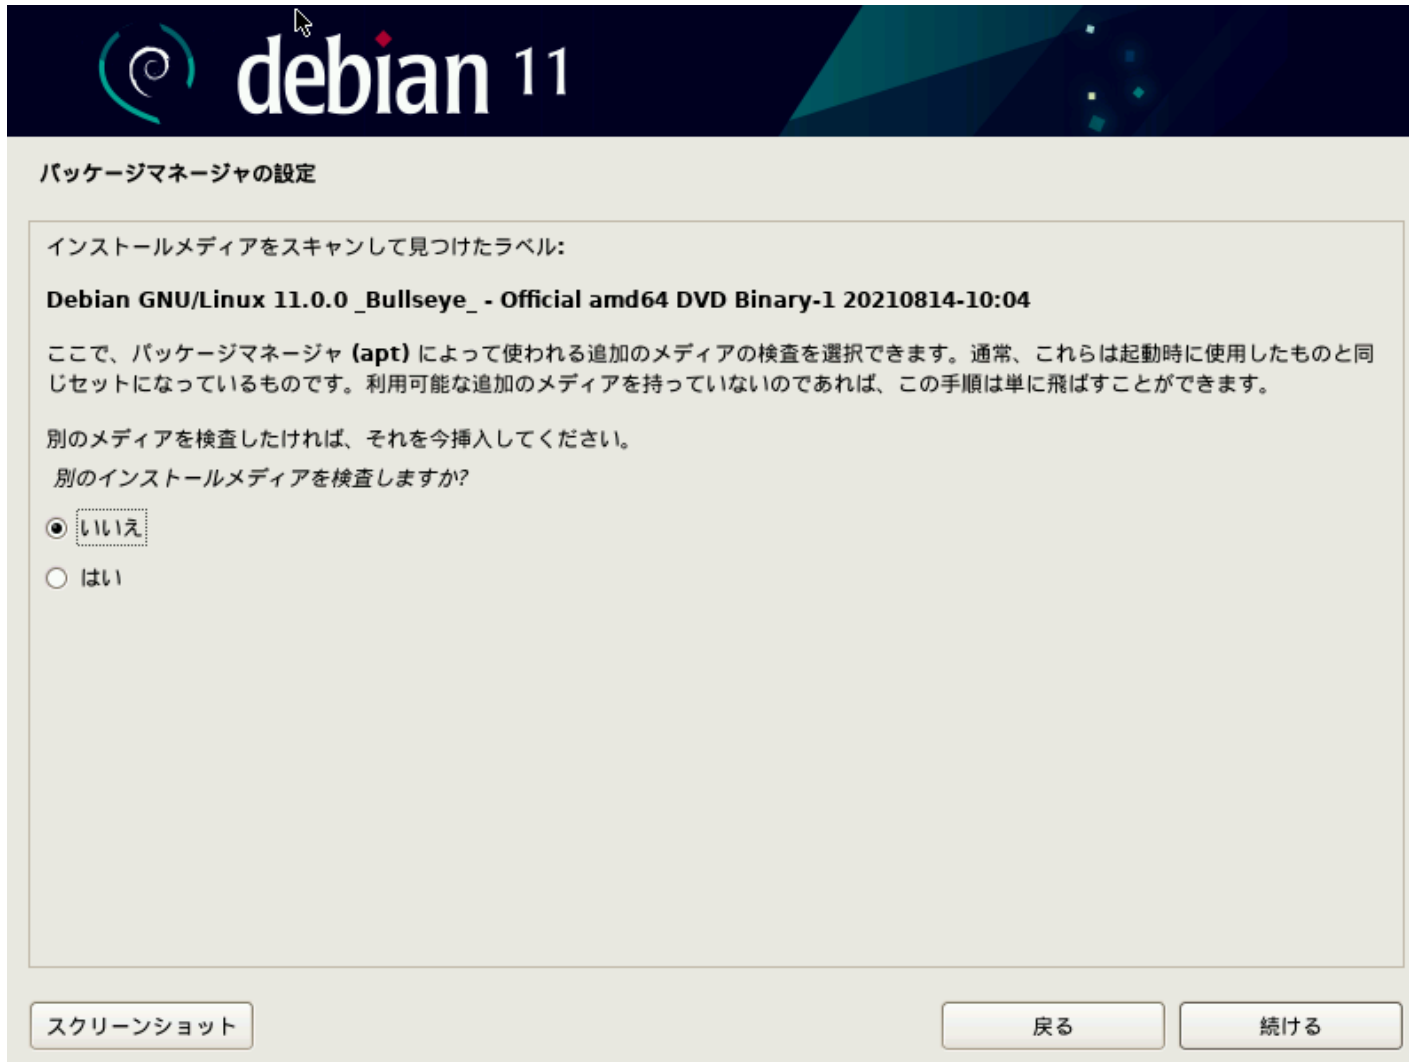 debian 11
パッケージマネージャの設定
インストールメディアをスキャンして見つけたラベル:
Debian GNU/Linux 11.0.0 _Bullseye_ - Official amd64 DVD Binary-1 20210814-10:04
ここで、パッケージマネージャ (apt) によって使われる追加のメディアの検査を選択できます。通常、これらは起動時に使用したものと同
じセットになっているものです。利用可能な追加のメディアを持っていないのであれば、この手順は単に飛ばすことができます。
別のメディアを検査したければ、それを今挿入してください。
別のインストールメディアを検査しますか?
いいえ
はい
スクリーンショット
戻る
続ける